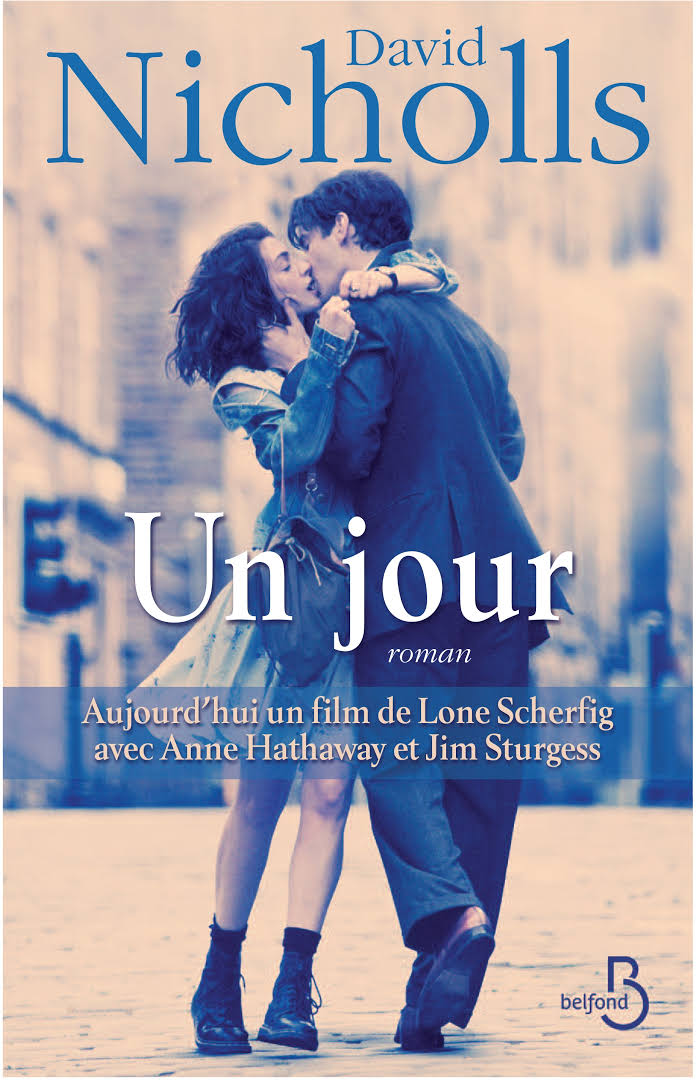 David
Nicholls
Un jour
roman
Aujourd’hui un film de Lone Scherfig
avec Anne Hathaway et Jim Sturgess
belfond
B